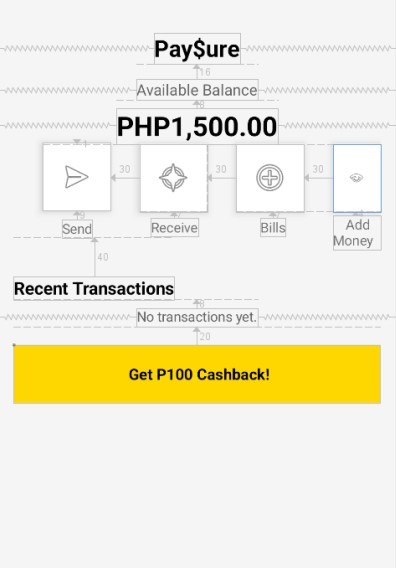 Pay$ure
16
Available Balance
8
PHP1,500.00
30
30
30
Send
Receive
Bills
Add
Money
40
Recent Transactions
No transactions yet.
20
Get P100 Cashback!